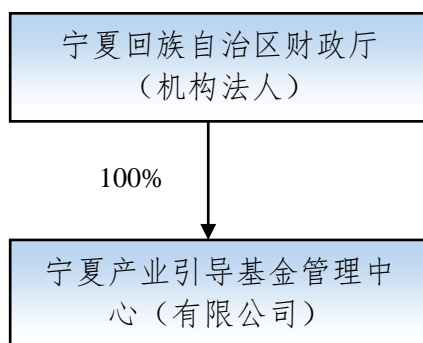 宁夏回族自治区财政厅
（机构法人）
100%
宁夏产业引导基金管理中
心（有限公司）